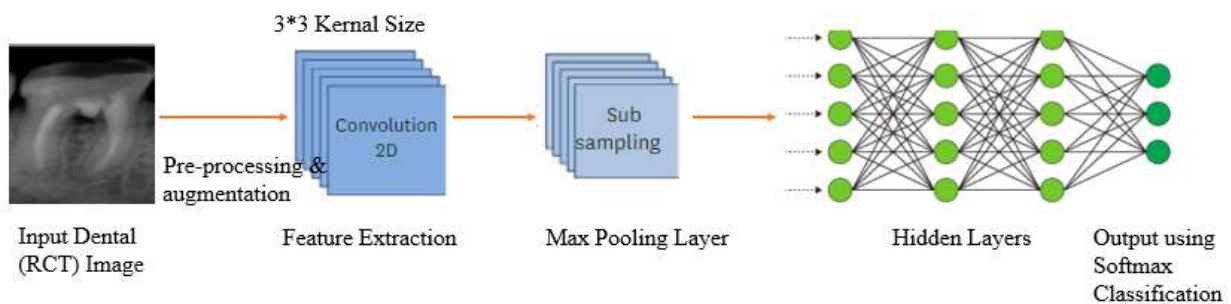 3*3 Kernal Size
Convolution
2D
Sub
sampling
Pre-processing &
augmentation
Input Dental
(RCT) Image
Feature Extraction
Max Pooling Layer
Hidden Layers
Output using
Softmax
Classification